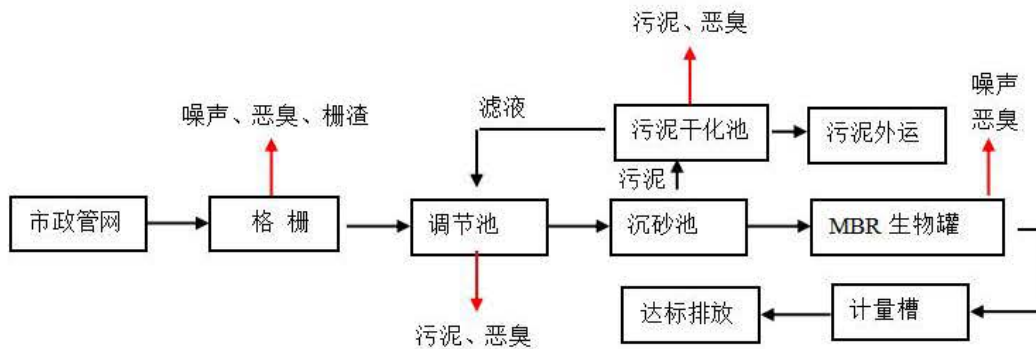 污泥、恶臭
噪声、恶臭、栅渣
滤液
污泥干化池
污泥外运
噪声
恶臭
污泥
市政管网
格 栅
调节池
沉砂池
MBR 生物罐
达标排放
计量槽
污泥、恶臭